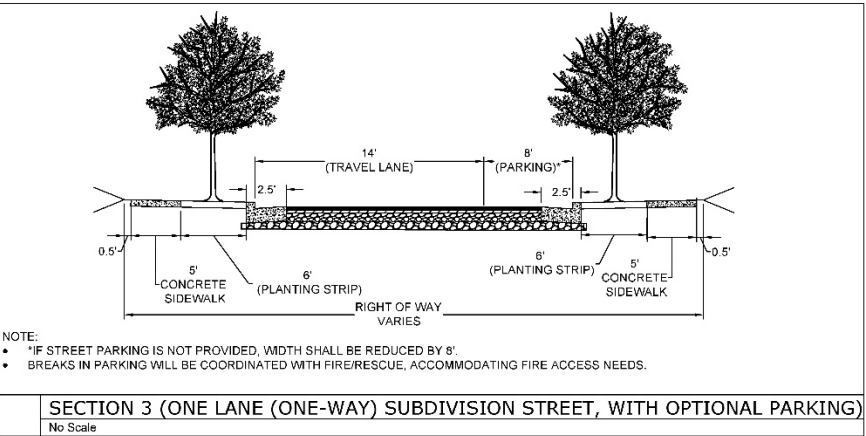 14'
(TRAVEL LANE)
8'
(PARKING)*
2.5'
2.5'
0.5'
5'
CONCRETE
SIDEWALK
6'
(PLANTING STRIP)
6'
(PLANTING STRIP)
5'
CONCRETE
SIDEWALK
0.5'
RIGHT OF WAY
VARIES
NOTE:
• *IF STREET PARKING IS NOT PROVIDED, WIDTH SHALL BE REDUCED BY 8'.
• BREAKS IN PARKING WILL BE COORDINATED WITH FIRE/RESCUE, ACCOMMODATING FIRE ACCESS NEEDS.
SECTION 3 (ONE LANE (ONE-WAY) SUBDIVISION STREET, WITH OPTIONAL PARKING)
No Scale